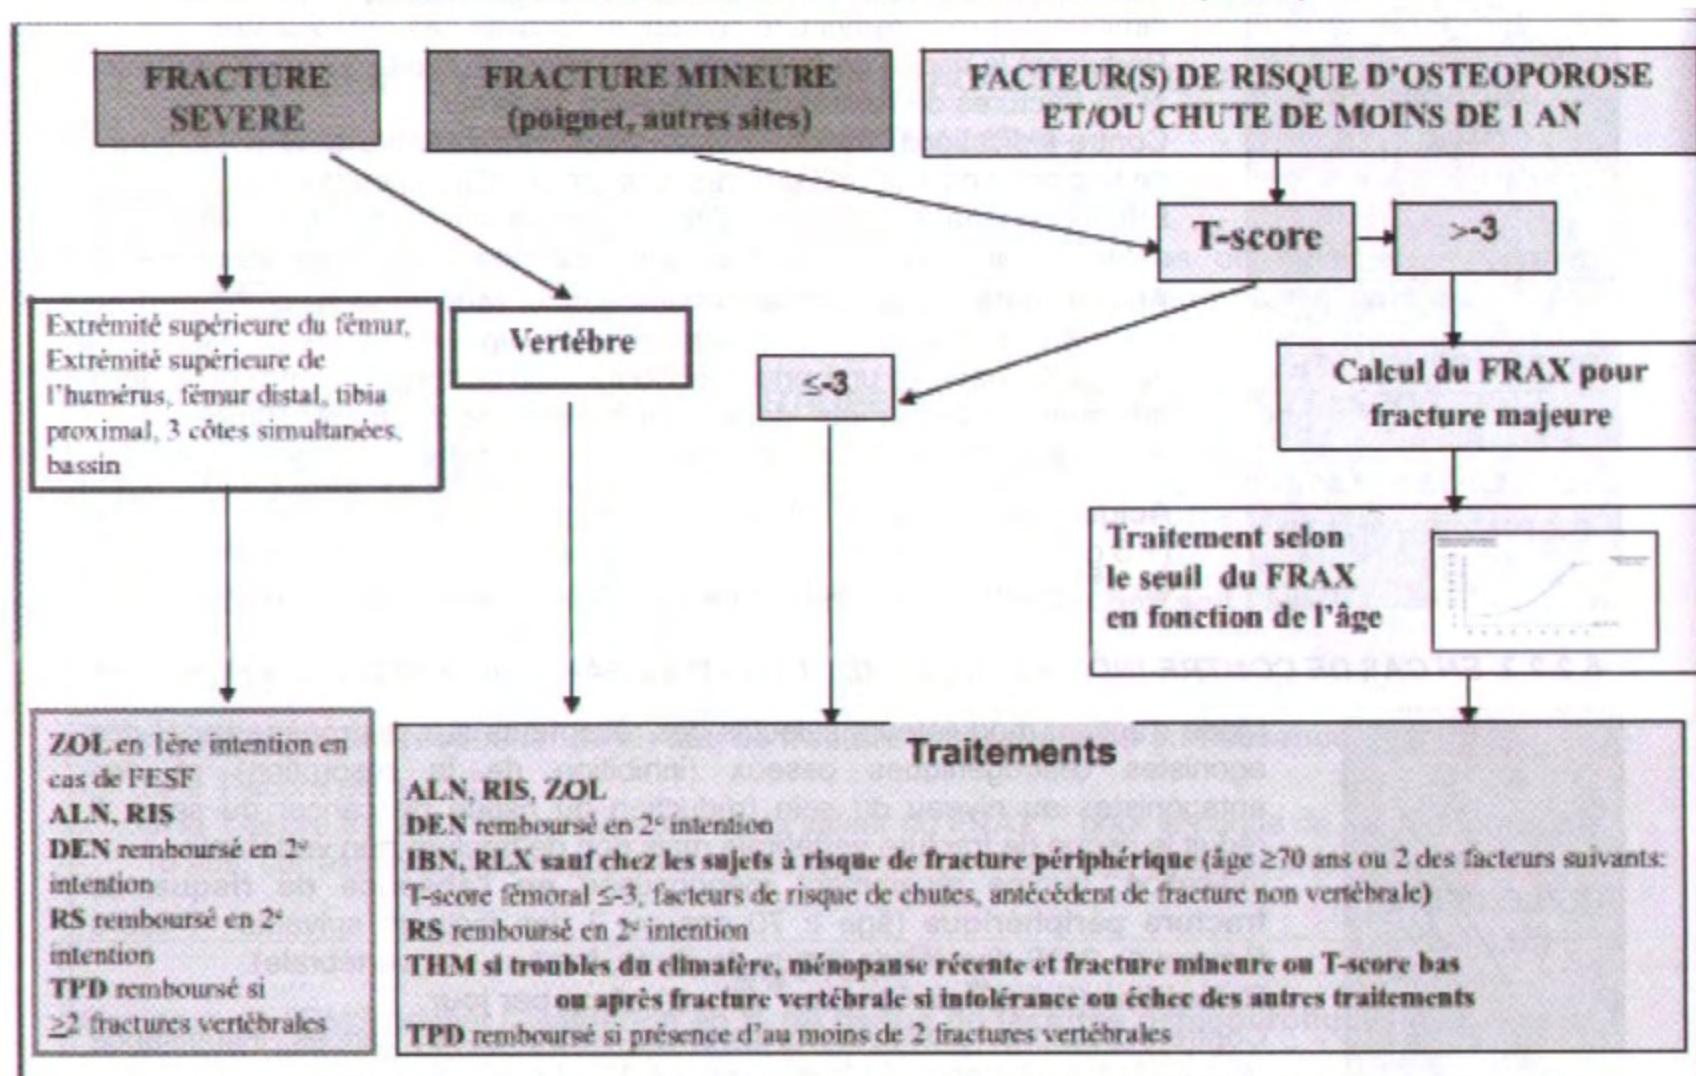 FRACTURE
SEVERE
FRACTURE MINEURE
(poignet, autres sites)
FACTEUR(S) DE RISQUE D'OSTEOPOROSE
ET/OU CHUTE DE MOINS DE 1 AN
T-score
>-3
Extrémité supérieure du fémur,
Extrémité supérieure de
l'humérus, fémur distal, tibia
proximal, 3 côtes simultanées,
bassin
Vertébre
≤-3
Calcul du FRAX pour
fracture majeure
Traitement selon
le seuil du FRAX
en fonction de l'âge
ZOL en 1ère intention en
cas de FESF
ALN, RIS
DEN remboursé en 2e
intention
RS remboursé en 2e
intention
TPD remboursé si
≥2 fractures vertébrales
Traitements
ALN, RIS, ZOL
DEN remboursé en 2e intention
IBN, RLX sauf chez les sujets à risque de fracture périphérique (âge ≥70 ans ou 2 des facteurs suivants:
T-score fémoral ≤-3, facteurs de risque de chutes, antécédent de fracture non vertébrale)
RS remboursé en 2e intention
THM si troubles du climatère, ménopause récente et fracture mineure ou T-score bas
ou après fracture vertébrale si intolérance ou échec des autres traitements
TPD remboursé si présence d'au moins de 2 fractures vertébrales